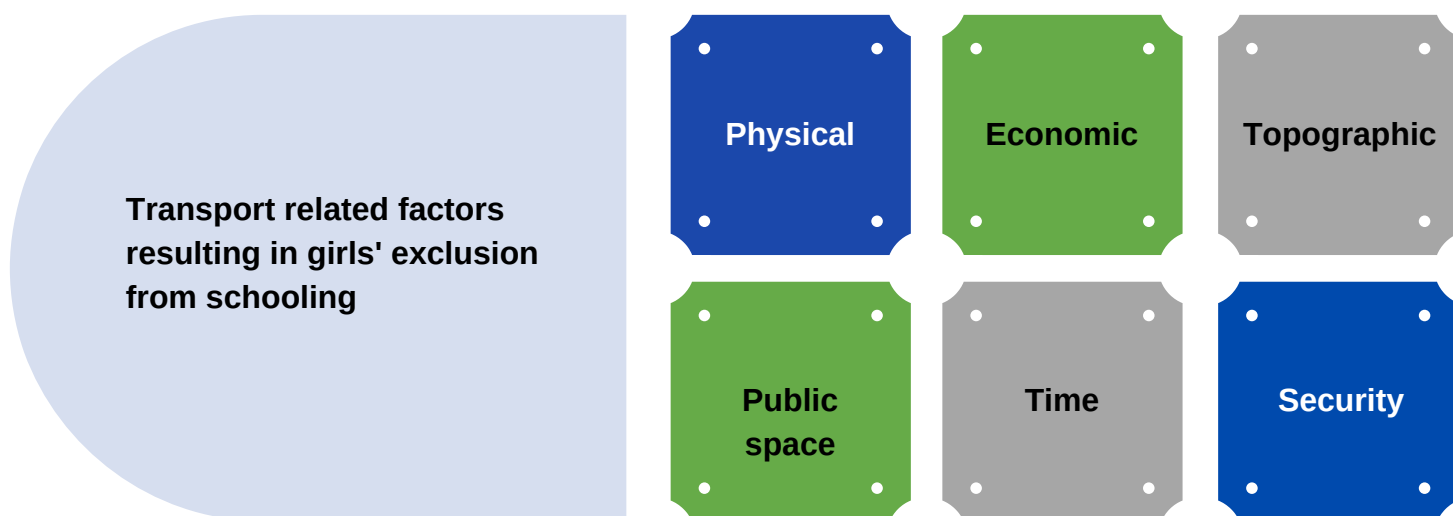 Transport related factors
resulting in girls' exclusion
from schooling
Physical
Economic
Topographic
Public
space
Time
Security